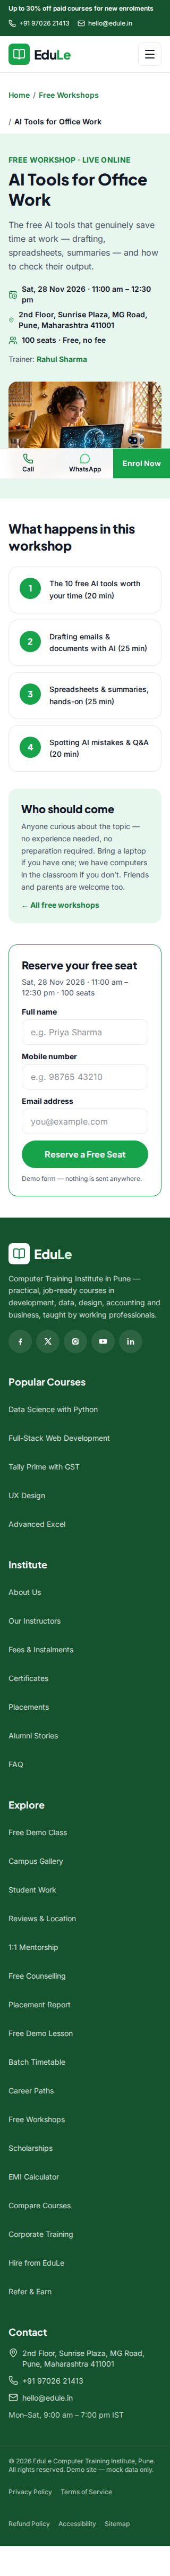 Up to 30% off paid courses for new enrolments
+91 97026 21413 hello@edule.in
EduLe
Home / Free Workshops
/ AI Tools for Office Work
FREE WORKSHOP · LIVE ONLINE
AI Tools for Office
Work
The free AI tools that genuinely save
time at work — drafting,
spreadsheets, summaries — and how
to check their output.
Sat, 28 Nov 2026 · 11:00 am – 12:30
pm
2nd Floor, Sunrise Plaza, MG Road,
Pune, Maharashtra 411001
100 seats · Free, no fee
Trainer: Rahul Sharma
Call
WhatsApp
Enrol Now
What happens in this
workshop
1
The 10 free AI tools worth
your time (20 min)
2
Drafting emails &
documents with AI (25 min)
3
Spreadsheets & summaries,
hands-on (25 min)
4
Spotting AI mistakes & Q&A
(20 min)
Who should come
Anyone curious about the topic —
no experience needed, no
preparation required. Bring a laptop
if you have one; we have computers
in the classroom if you don't. Friends
and parents are welcome too.
← All free workshops
Reserve your free seat
Sat, 28 Nov 2026 · 11:00 am –
12:30 pm · 100 seats
Full name
e.g. Priya Sharma
Mobile number
e.g. 98765 43210
Email address
you@example.com
Reserve a Free Seat
Demo form — nothing is sent anywhere.
EduLe
Computer Training Institute in Pune —
practical, job-ready courses in
development, data, design, accounting and
business, taught by working professionals.
Popular Courses
Data Science with Python
Full-Stack Web Development
Tally Prime with GST
UX Design
Advanced Excel
Institute
About Us
Our Instructors
Fees & Instalments
Certificates
Placements
Alumni Stories
FAQ
Explore
Free Demo Class
Campus Gallery
Student Work
Reviews & Location
1:1 Mentorship
Free Counselling
Placement Report
Free Demo Lesson
Batch Timetable
Career Paths
Free Workshops
Scholarships
EMI Calculator
Compare Courses
Corporate Training
Hire from EduLe
Refer & Earn
Contact
2nd Floor, Sunrise Plaza, MG Road,
Pune, Maharashtra 411001
+91 97026 21413
hello@edule.in
Mon–Sat, 9:00 am – 7:00 pm IST
© 2026 EduLe Computer Training Institute, Pune.
All rights reserved. Demo site — mock data only.
Privacy Policy Terms of Service
Refund Policy Accessibility Sitemap